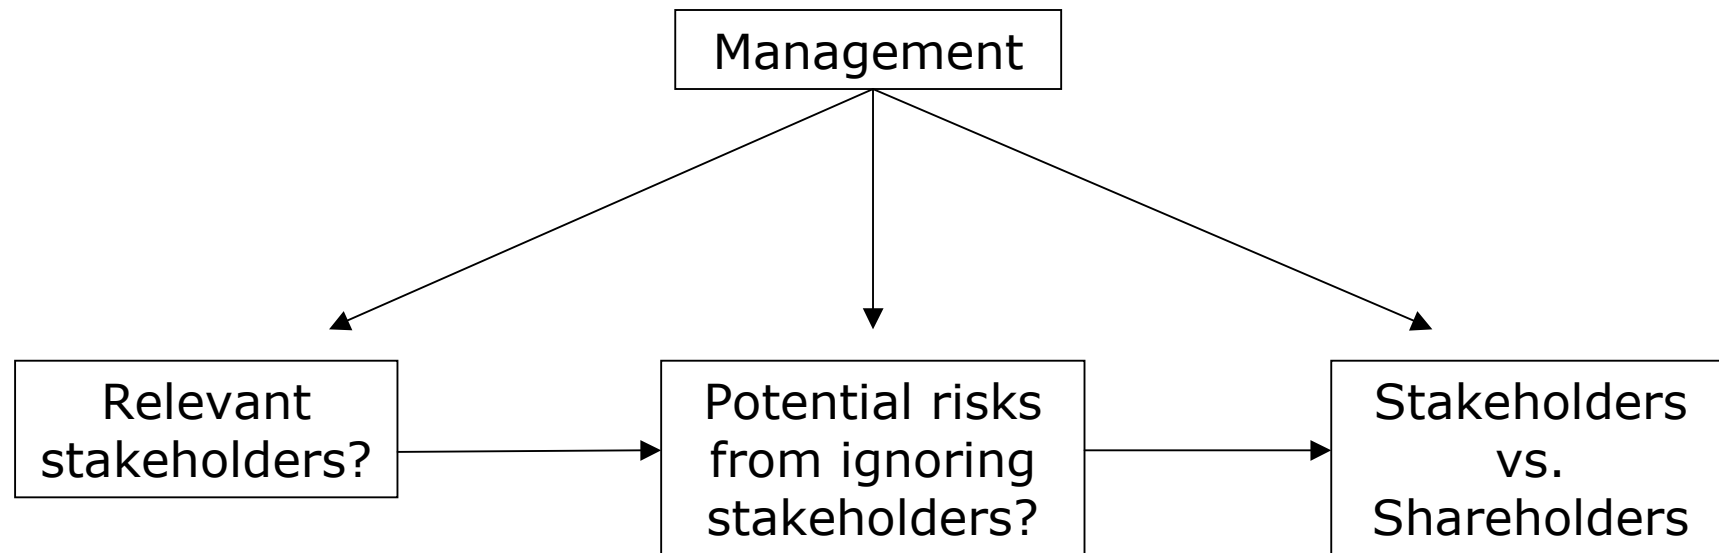 Management
Relevant
stakeholders?
Potential risks
from ignoring
stakeholders?
Stakeholders
vs.
Shareholders